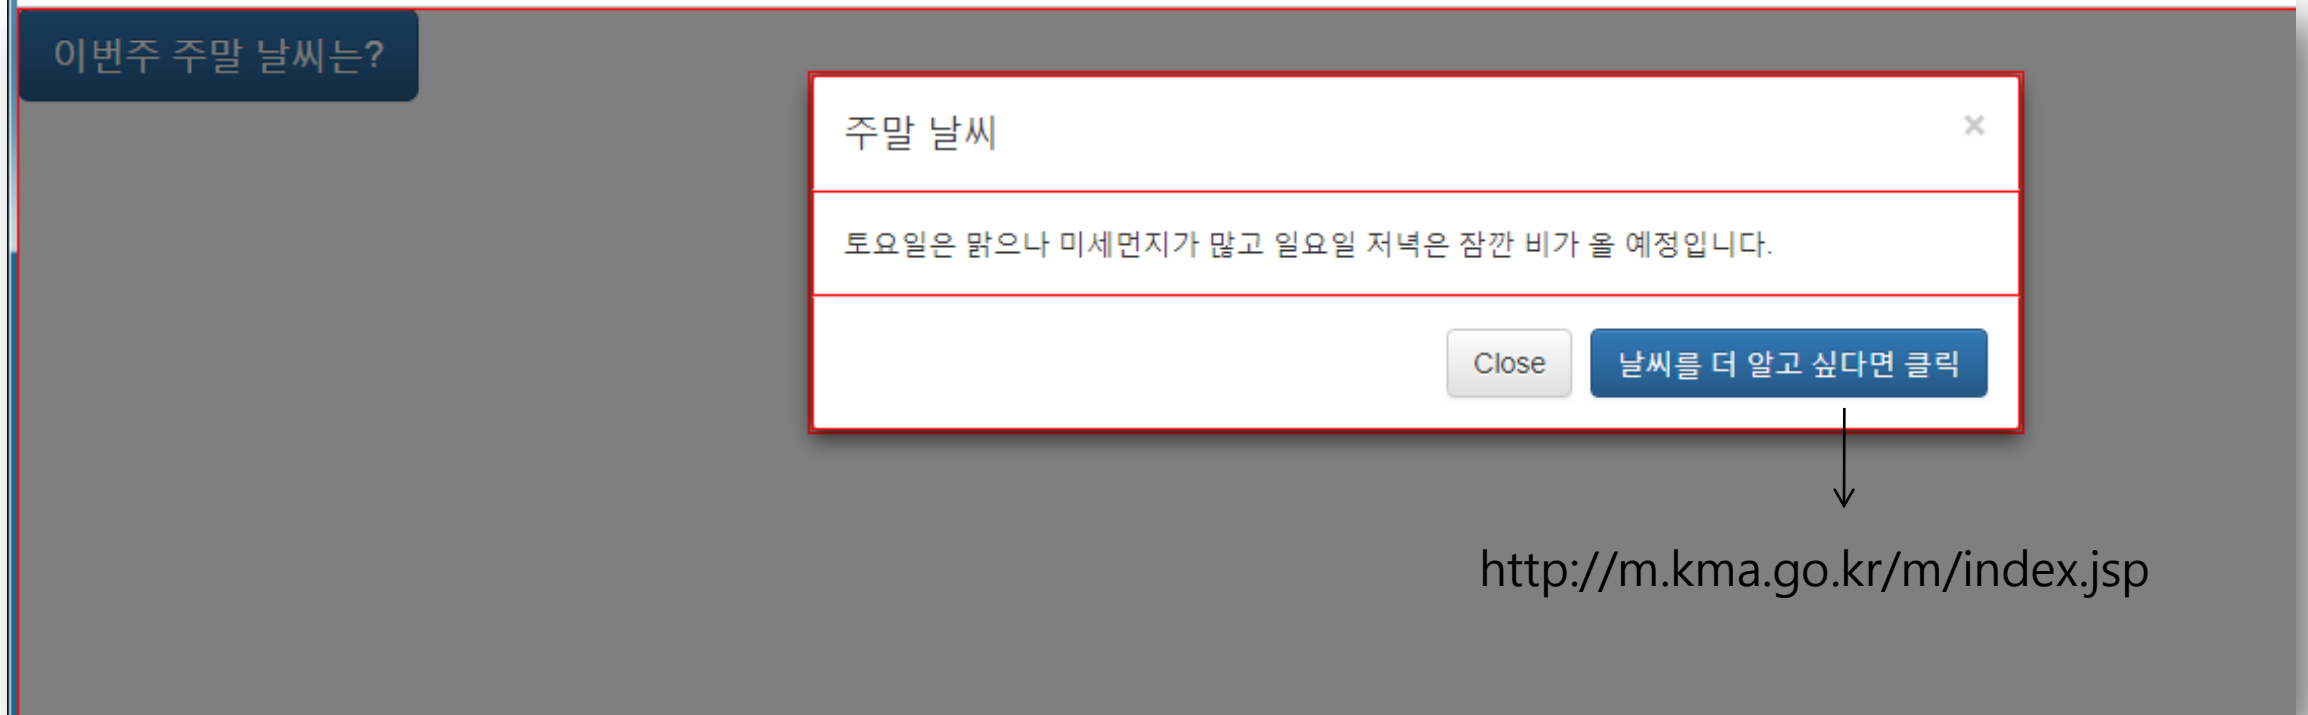 이번주 주말 날씨는?
주말 날씨 ×
토요일은 맑으나 미세먼지가 많고 일요일 저녁은 잠깐 비가 올 예정입니다.
Close 날씨를 더 알고 싶다면 클릭
http://m.kma.go.kr/m/index.jsp